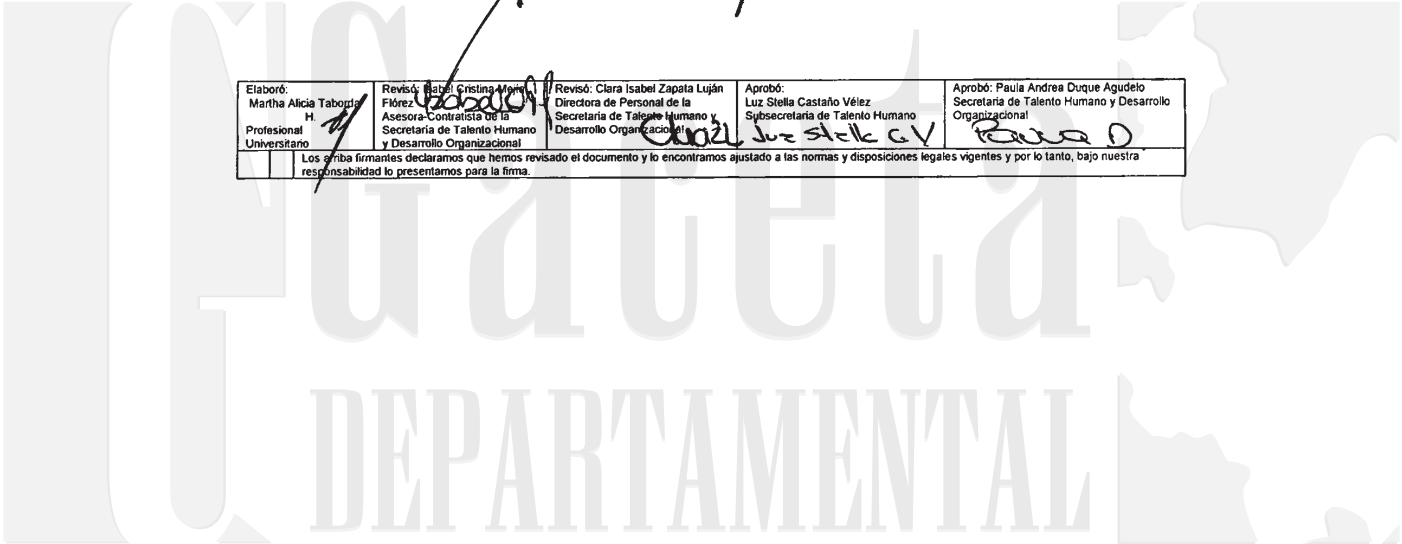 Gaceta
DEPARTAMENTAL
Elaboró:
Martha Alicia Taborda
H.
Profesional
Universitario
Revisó: Isabel Cristina
Flórez
Asesora-Contratista de la
Secretaria de Talento Humano
y Desarrollo Organizacional
Revisó: Clara Isabel Zapata Luján
Directora de Personal de la
Secretaria de Talento Humano y
Desarrollo Organizacional
Aprobó:
Luz Stella Castaño Vélez
Subsecretaria de Talento Humano
Luz Stella C V
Aprobó: Paula Andrea Duque Agudelo
Secretaria de Talento Humano y Desarrollo
Organizacional
Paula D
Los arriba firmantes declaramos que hemos revisado el documento y lo encontramos ajustado a las normas y disposiciones legales vigentes y por lo tanto, bajo nuestra
responsabilidad lo presentamos para la firma.